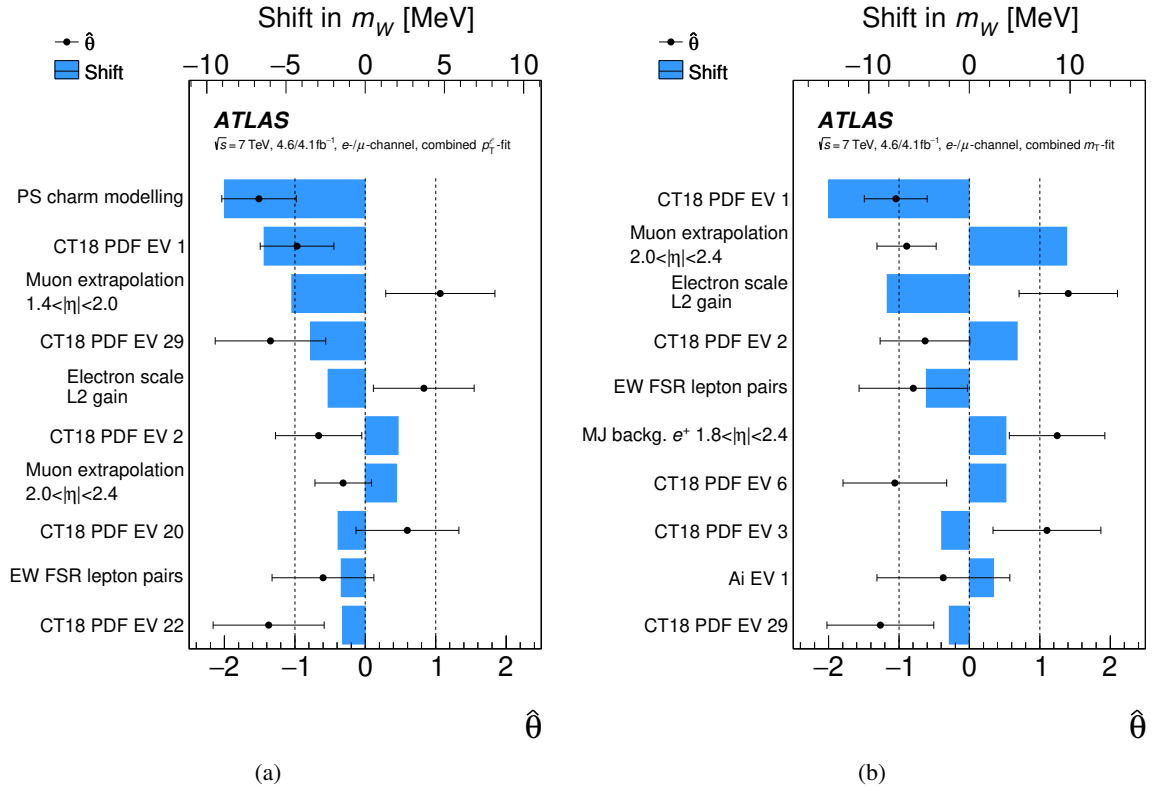 Shift in m_W [MeV]
θ̂
Shift
−10 −5 0 5 10
ATLAS
√s = 7 TeV, 4.6/4.1 fb⁻¹, e-/μ-channel, combined p_T^ℓ-fit
PS charm modelling
CT18 PDF EV 1
Muon extrapolation
1.4<|η|<2.0
CT18 PDF EV 29
Electron scale
L2 gain
CT18 PDF EV 2
Muon extrapolation
2.0<|η|<2.4
CT18 PDF EV 20
EW FSR lepton pairs
CT18 PDF EV 22
−2 −1 0 1 2
θ̂
(a)
Shift in m_W [MeV]
θ̂
Shift
−10 0 10
ATLAS
√s = 7 TeV, 4.6/4.1 fb⁻¹, e-/μ-channel, combined m_T-fit
CT18 PDF EV 1
Muon extrapolation
2.0<|η|<2.4
Electron scale
L2 gain
CT18 PDF EV 2
EW FSR lepton pairs
MJ backg. e⁺ 1.8<|η|<2.4
CT18 PDF EV 6
CT18 PDF EV 3
Ai EV 1
CT18 PDF EV 29
−2 −1 0 1 2
θ̂
(b)